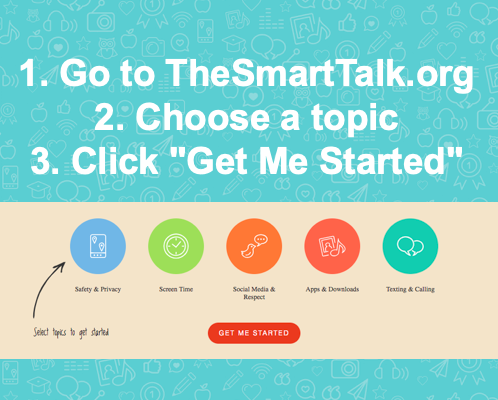 1. Go to TheSmartTalk.org
2. Choose a topic
3. Click "Get Me Started"
Safety & Privacy
Screen Time
Social Media &
Respect
Apps & Downloads
Texting & Calling
Select topics to get started
GET ME STARTED